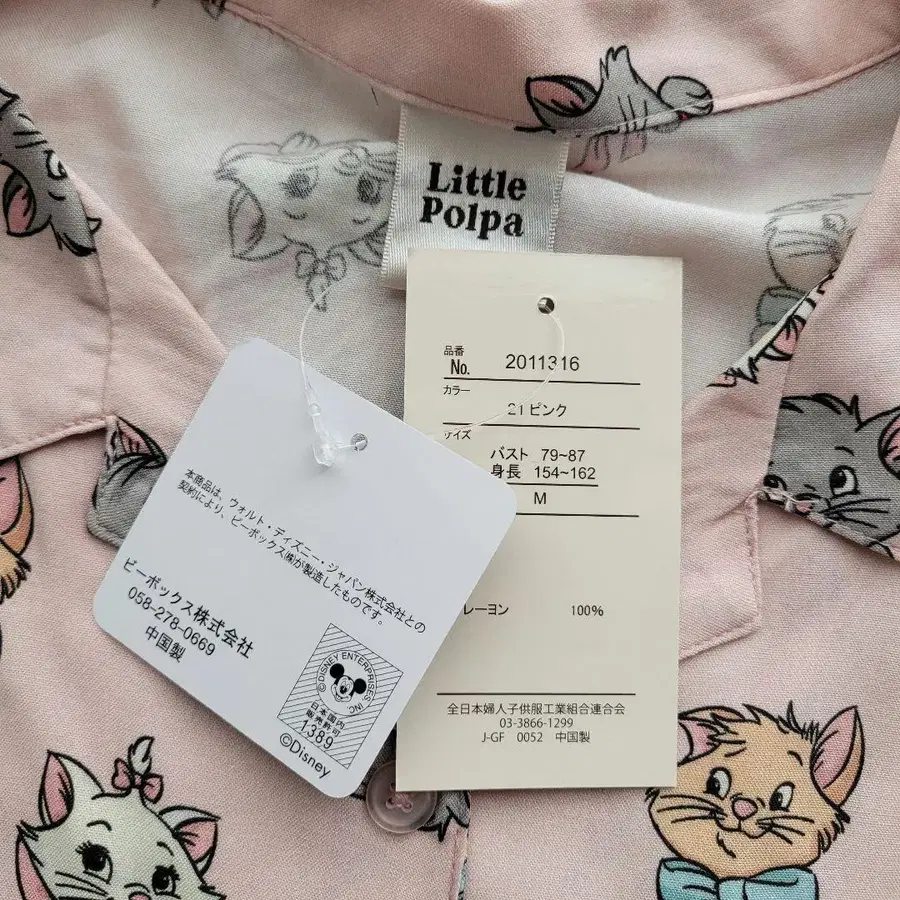 Little
Polpa
品番
No. 2011316
カラー
21 ピンク
サイズ
バスト 79~87
身長 154~162
M
レーヨン 100%
全日本婦人子供服工業組合連合会
03-3866-1299
J-GF 0052 中国製
本商品は、ウォルト・ディズニー・ジャパン株式会社との
契約により、ビーボックス㈱が製造したものです。
ビーボックス株式会社
058-278-0669
中国製
©DISNEY ENTERPRISES INC
日本国内
販売許可
1389
©Disney